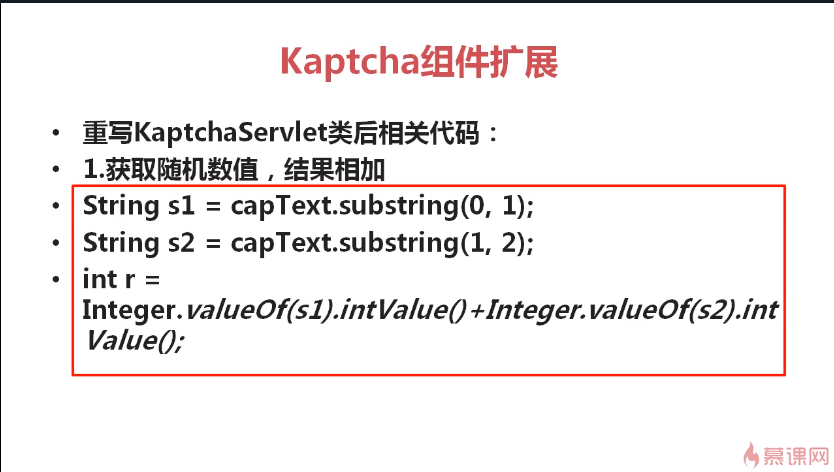 Kaptcha组件扩展
• 重写KaptchaServlet类后相关代码：
• 1.获取随机数值，结果相加
• String s1 = capText.substring(0, 1);
• String s2 = capText.substring(1, 2);
• int r =
Integer.valueOf(s1).intValue()+Integer.valueOf(s2).int
Value();
慕课网